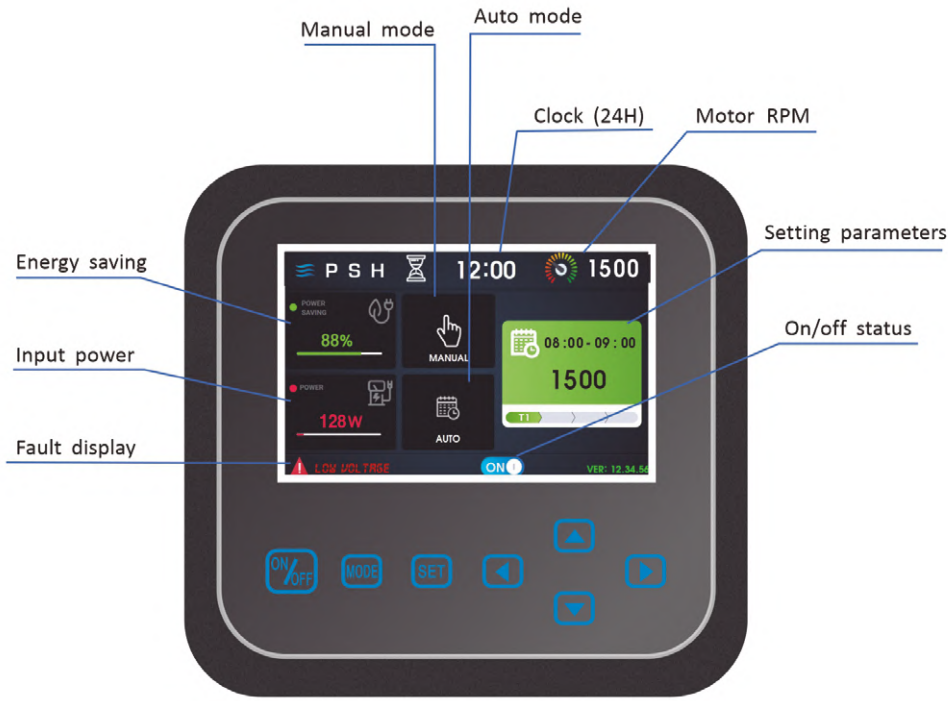 Auto mode
Manual mode
Clock (24H)
Motor RPM
Setting parameters
Energy saving
On/off status
Input power
Fault display
PSH 12:00 1500
POWER
SAVING
88%
MANUAL
08:00-09:00
1500
T1
POWER
128W
AUTO
LOW VOLTAGE
ON
VER: 12.34.56
ON/OFF MODE SET